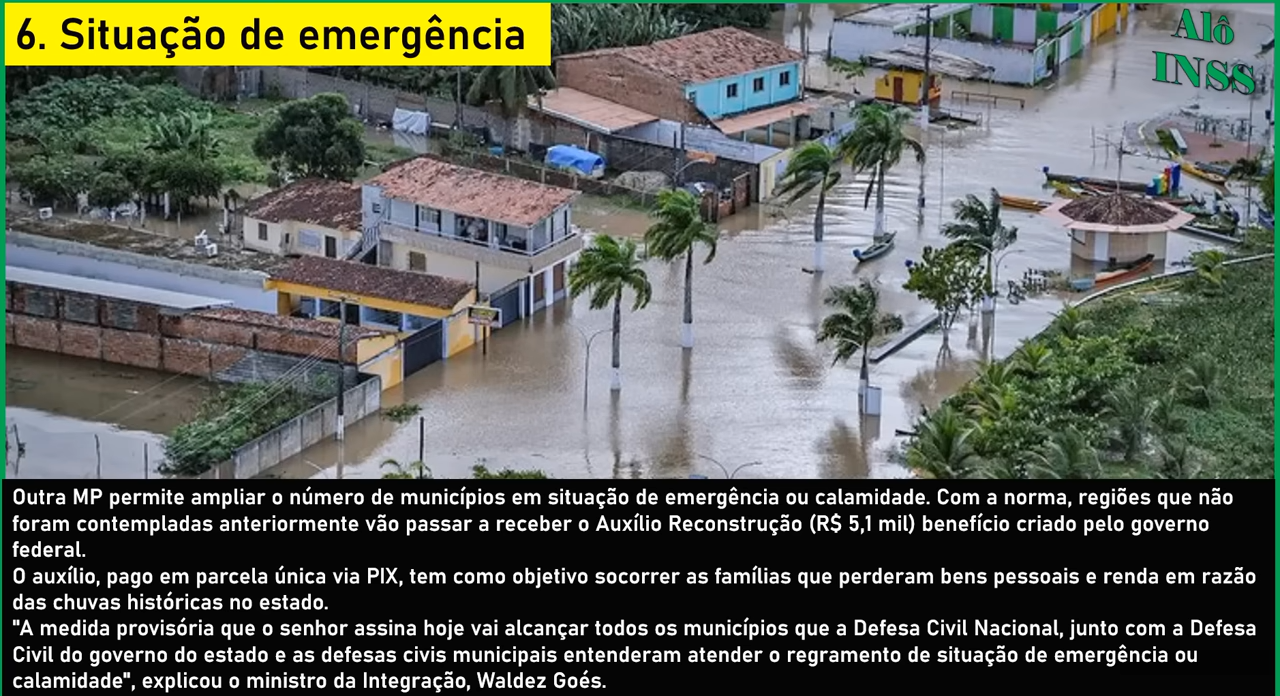 6. Situação de emergência
Alô
INSS
Outra MP permite ampliar o número de municípios em situação de emergência ou calamidade. Com a norma, regiões que não
foram contempladas anteriormente vão passar a receber o Auxílio Reconstrução (R$ 5,1 mil) benefício criado pelo governo
federal.
O auxílio, pago em parcela única via PIX, tem como objetivo socorrer as famílias que perderam bens pessoais e renda em razão
das chuvas históricas no estado.
"A medida provisória que o senhor assina hoje vai alcançar todos os municípios que a Defesa Civil Nacional, junto com a Defesa
Civil do governo do estado e as defesas civis municipais entenderam atender o regramento de situação de emergência ou
calamidade", explicou o ministro da Integração, Waldez Goés.